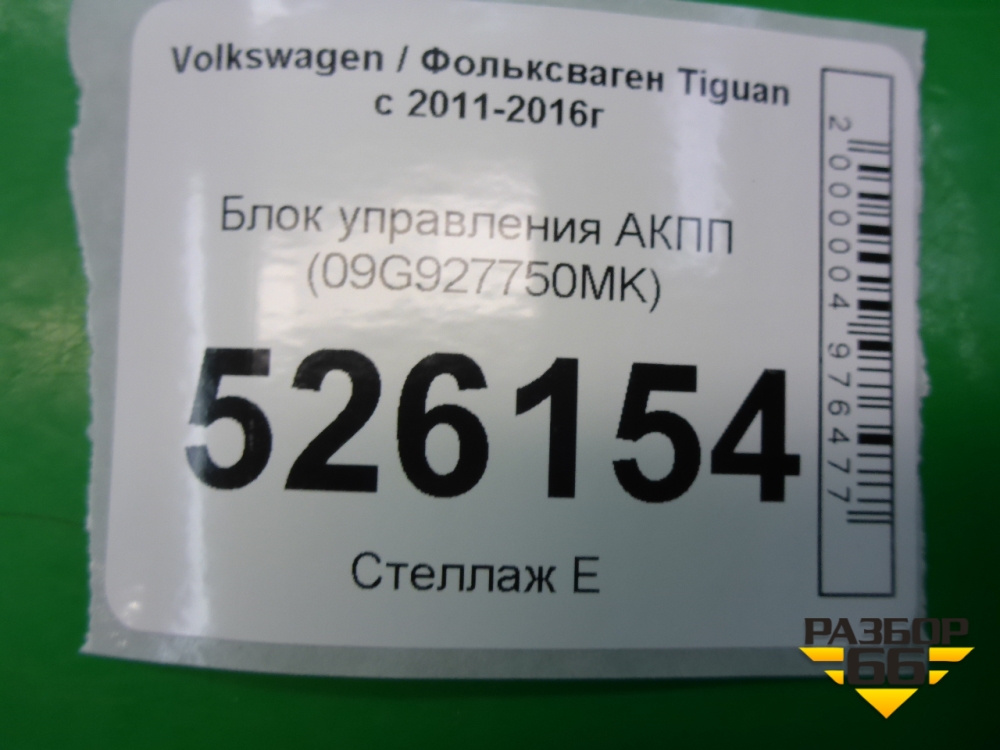 Volkswagen / Фольксваген Tiguan
с 2011-2016г
Блок управления АКПП
(09G927750MK)
526154
Стеллаж Е
2000004976477
РАЗБОР
66